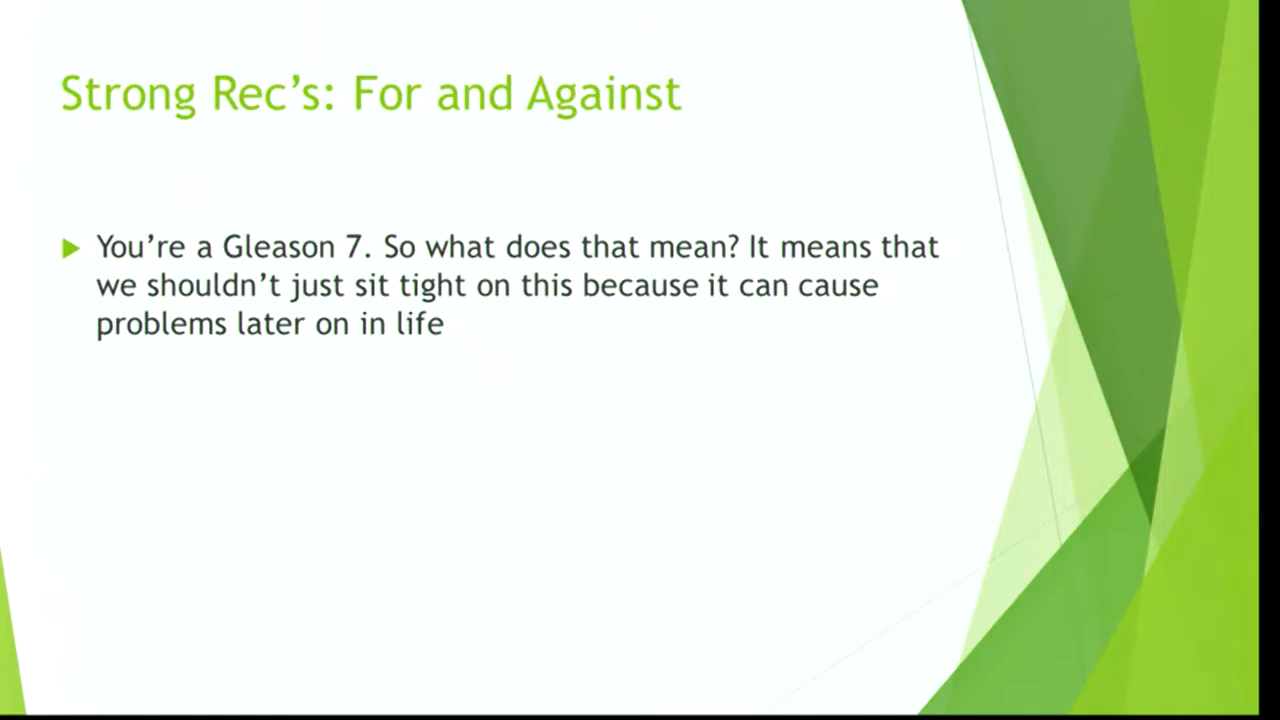 Strong Rec’s: For and Against
You’re a Gleason 7. So what does that mean? It means that
we shouldn’t just sit tight on this because it can cause
problems later on in life